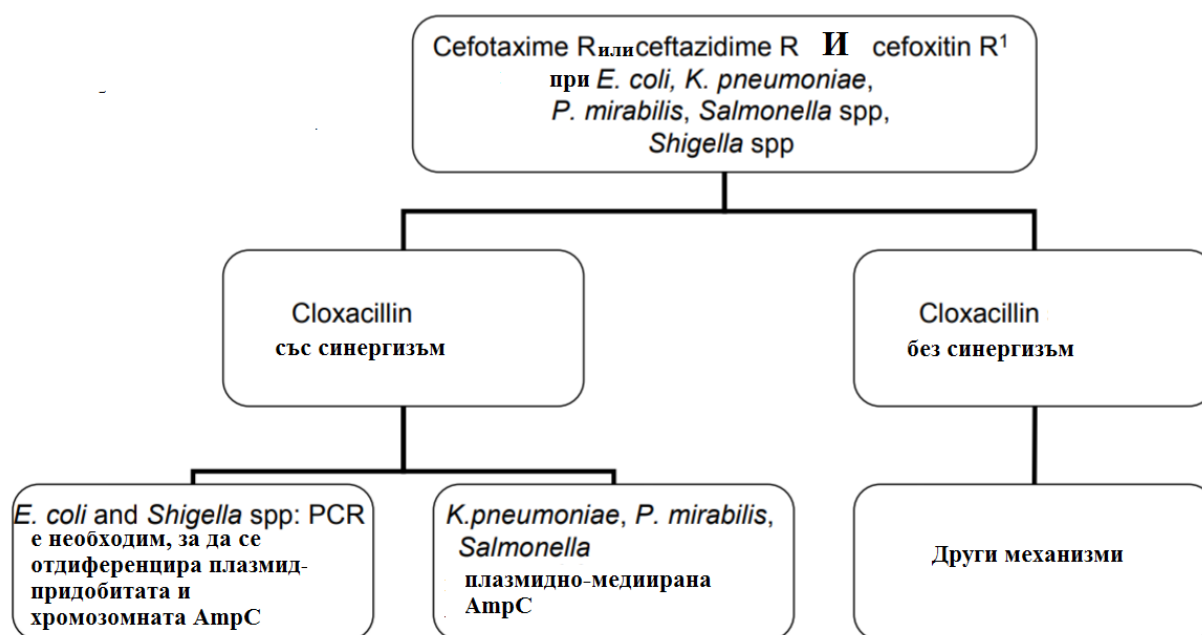 Cefotaxime R или ceftazidime R И cefoxitin R¹
при E. coli, K. pneumoniae,
P. mirabilis, Salmonella spp,
Shigella spp
Cloxacillin
със синергизъм
Cloxacillin
без синергизъм
E. coli and Shigella spp: PCR
е необходим, за да се
отдиференцира плазмид-
придобитата и
хромозомната AmpC
K.pneumoniae, P. mirabilis,
Salmonella
плазмидно-медиирана
AmpC
Други механизми